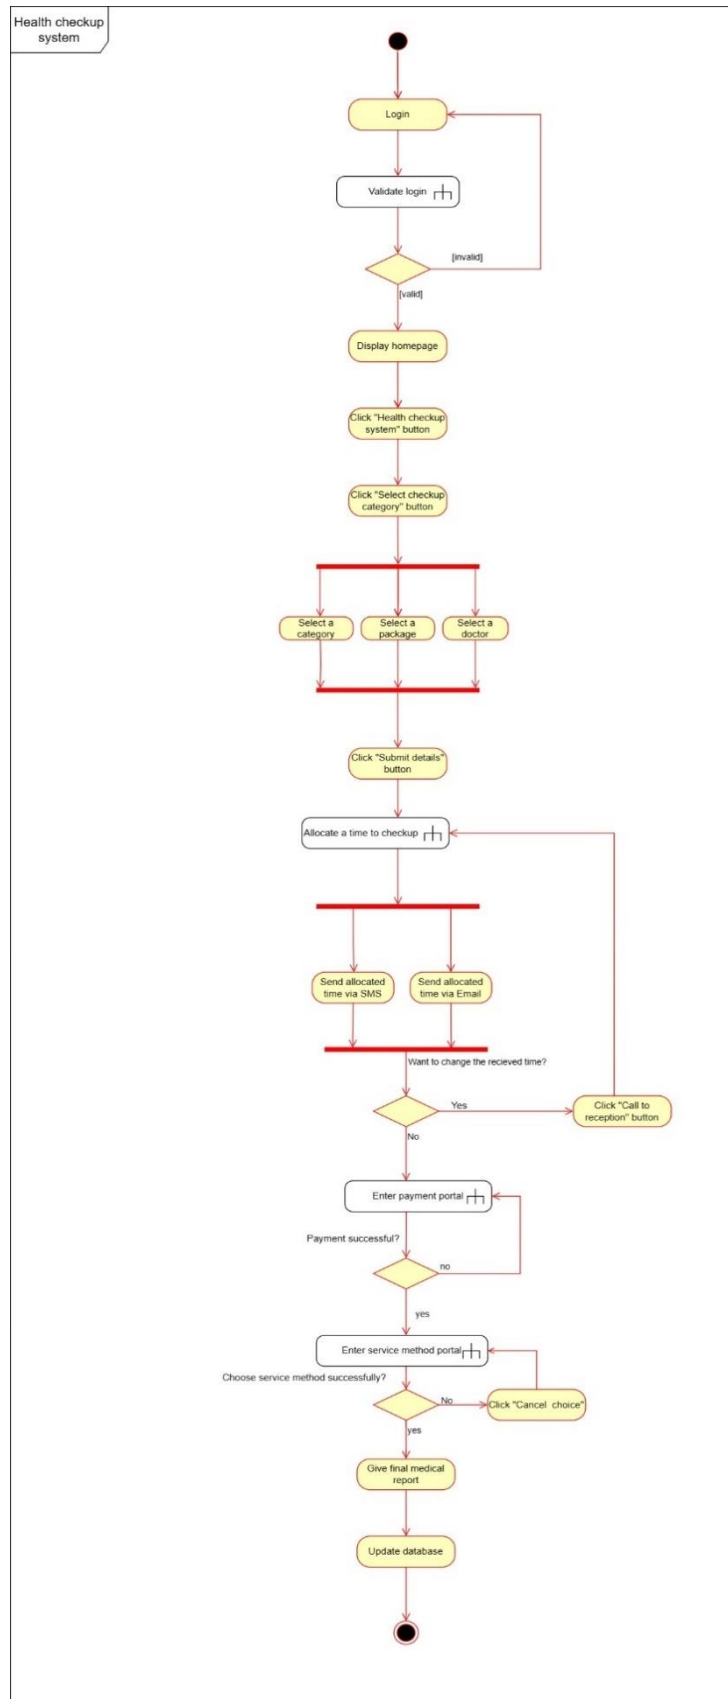 Health checkup
system
Login
Validate login
[invalid]
[valid]
Display homepage
Click "Health checkup
system" button
Click "Select checkup
category" button
Select a
category
Select a
package
Select a
doctor
Click "Submit details"
button
Allocate a time to checkup
Send allocated
time via SMS
Send allocated
time via Email
Want to change the recieved time?
Yes
Click "Call to
reception" button
No
Enter payment portal
Payment successful?
no
yes
Enter service method portal
Choose service method successfully?
No
Click "Cancel choice"
yes
Give final medical
report
Update database